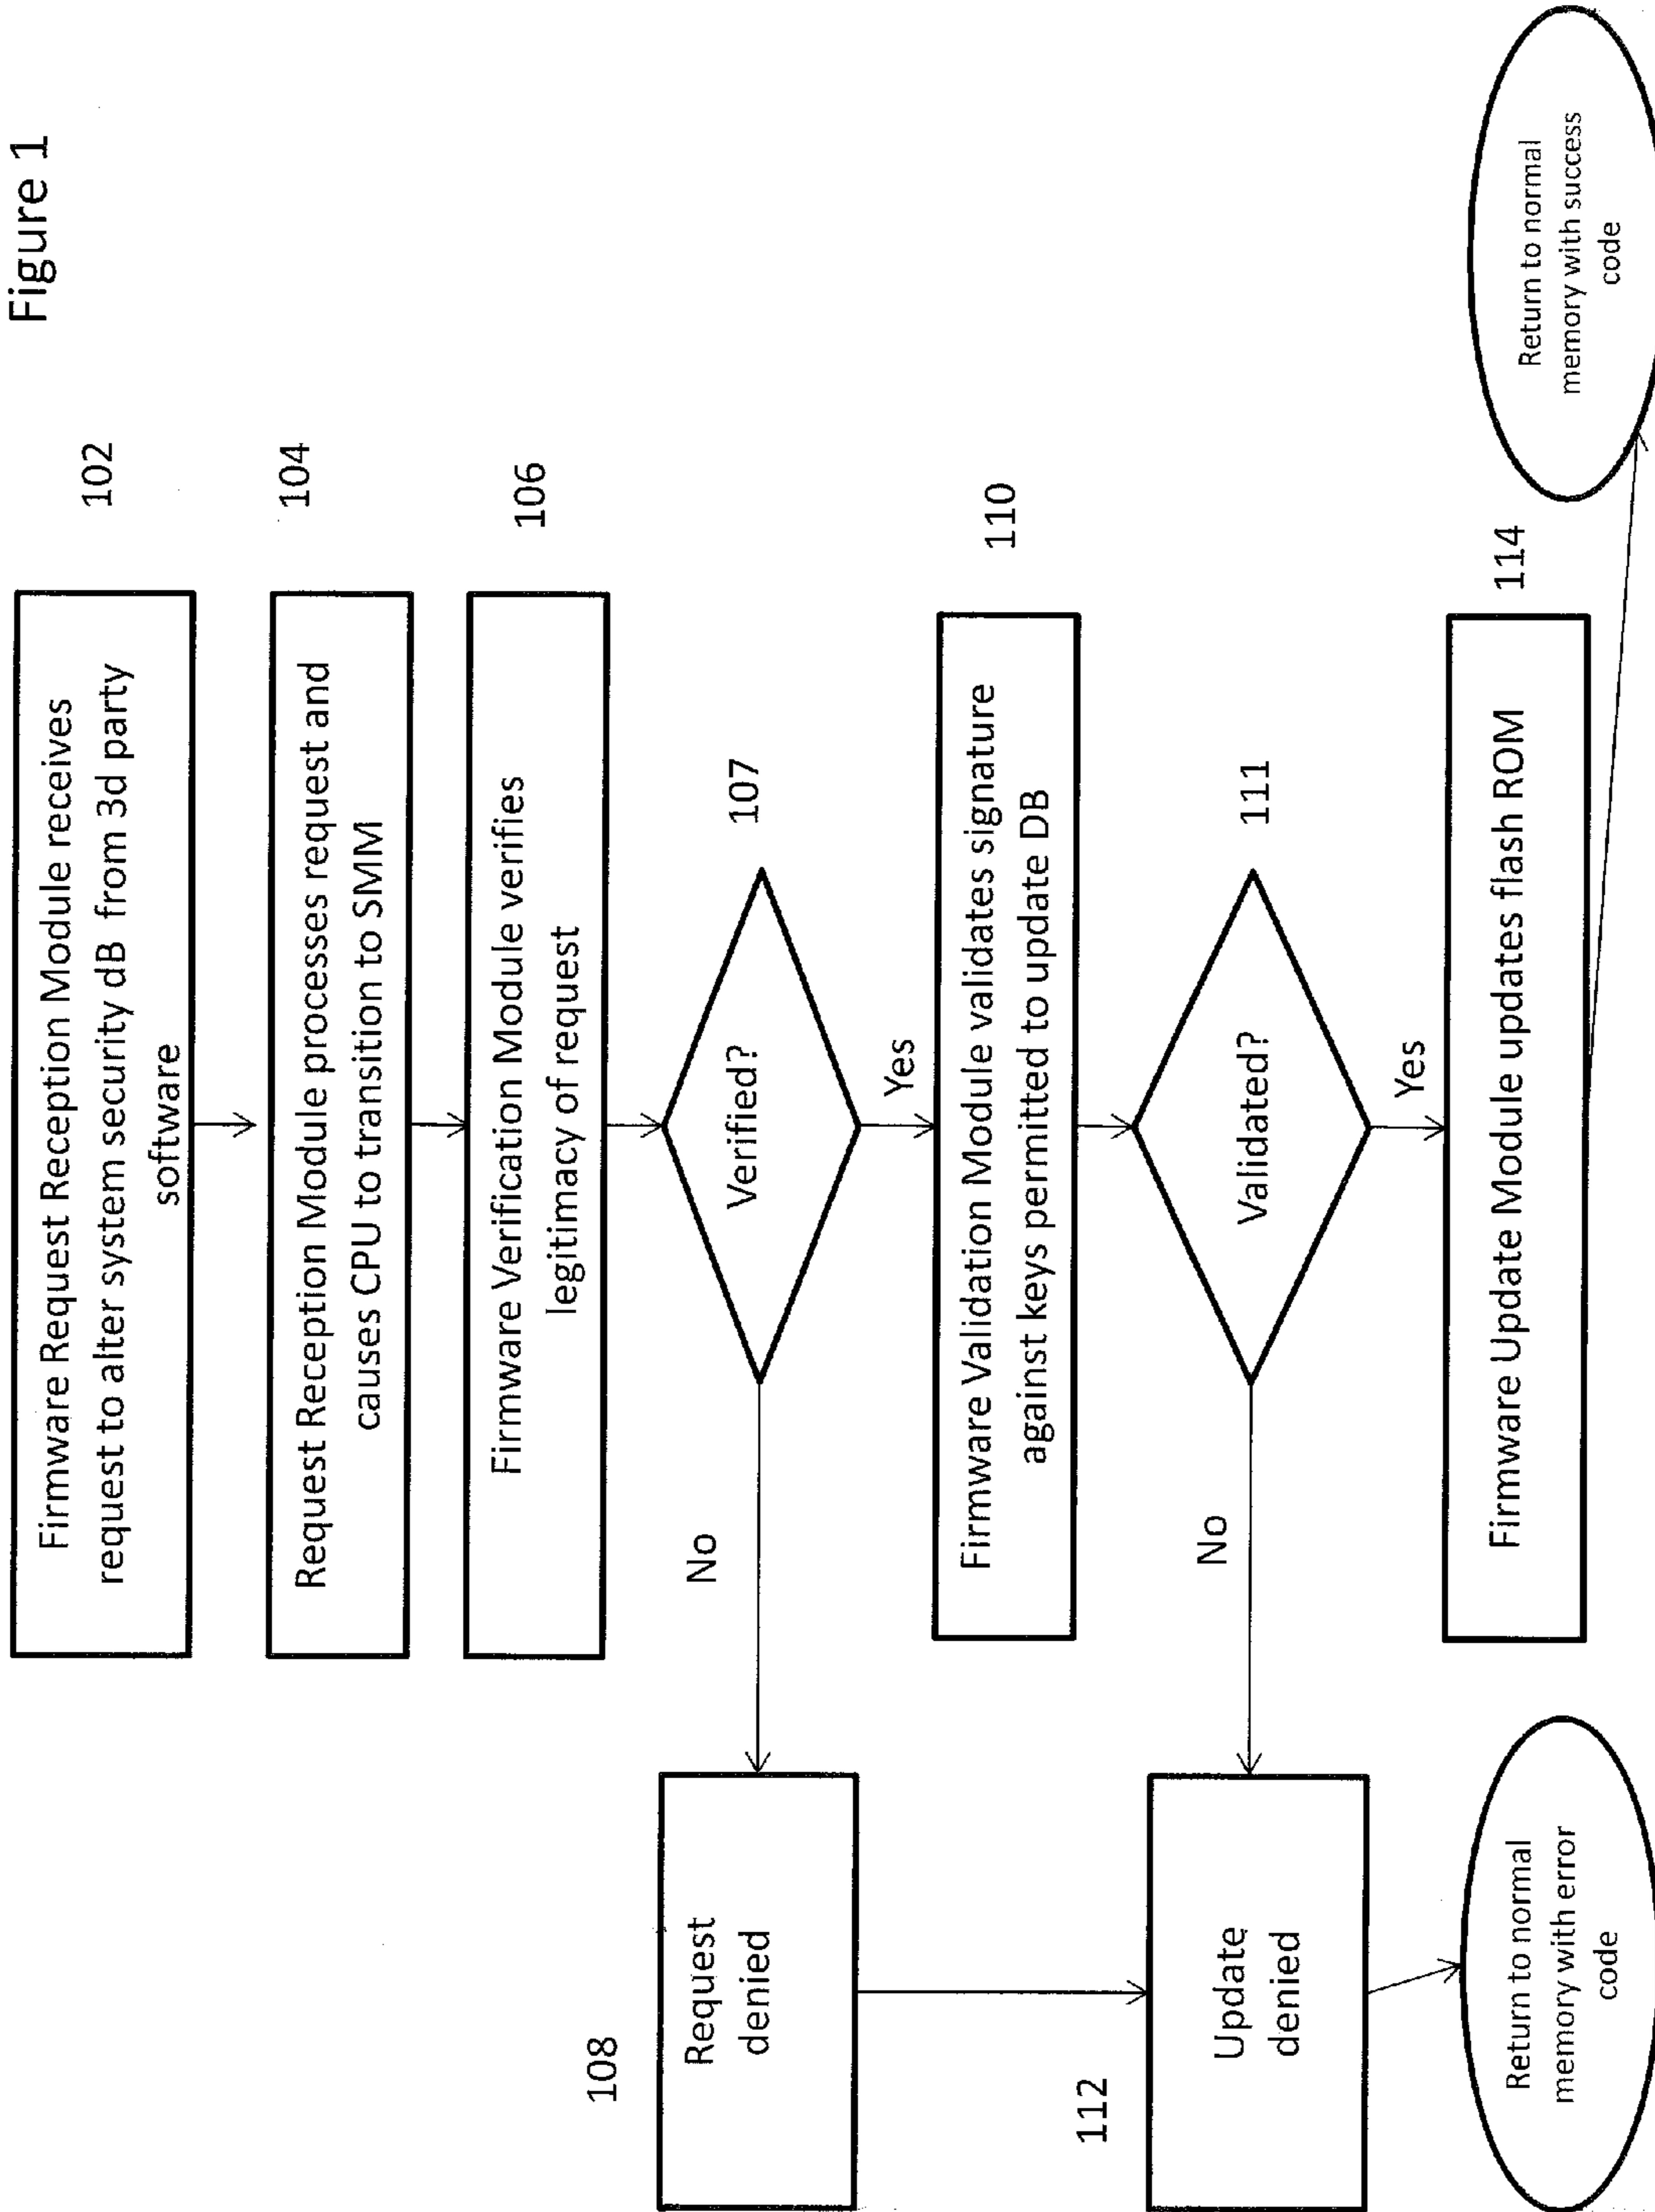 Figure 1
Firmware Request Reception Module receives
request to alter system security dB from 3d party
software
102
Request Reception Module processes request and
causes CPU to transition to SMM
104
Firmware Verification Module verifies
legitimacy of request
106
Verified?
107
No
Yes
108
Request
denied
Firmware Validation Module validates signature
against keys permitted to update DB
110
Validated?
111
No
Yes
112
Update
denied
Firmware Update Module updates flash ROM
114
Return to normal
memory with error
code
Return to normal
memory with success
code